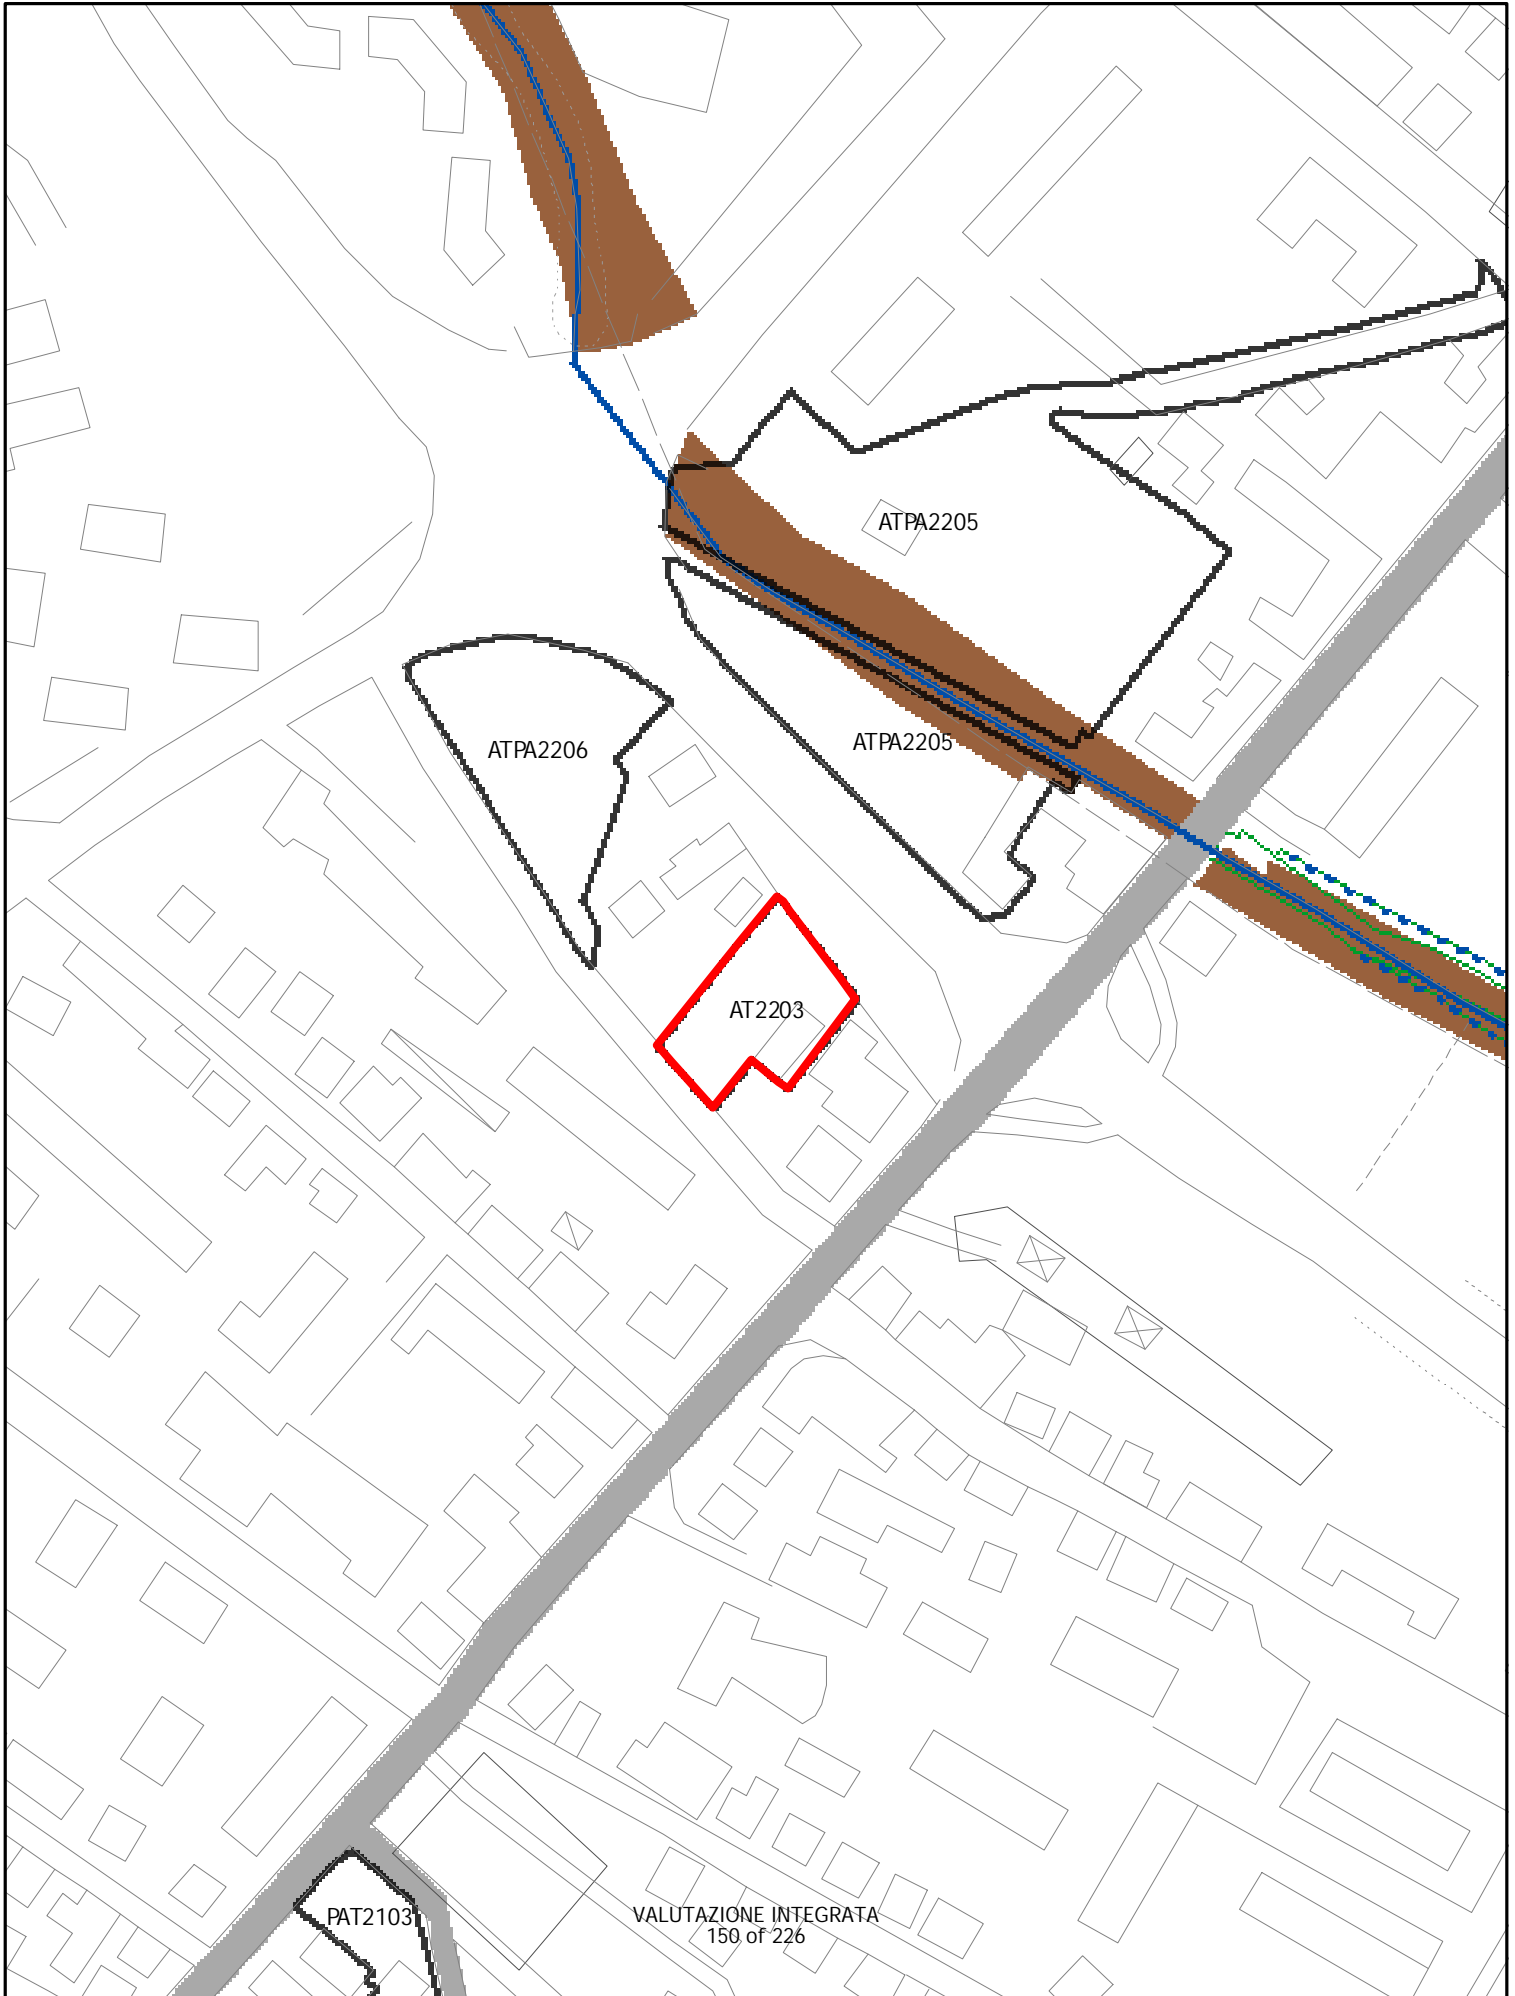 ATPA2205
ATPA2205
ATPA2206
AT2203
PAT2103
VALUTAZIONE INTEGRATA
150 of 226